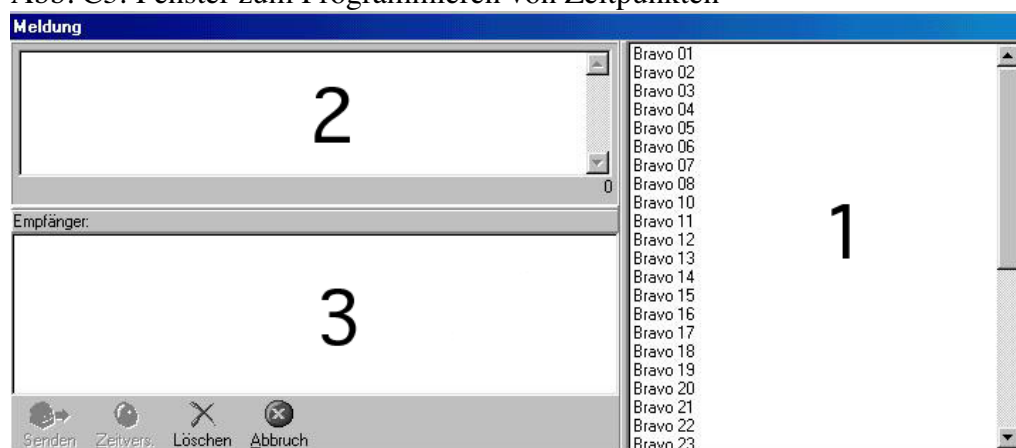 Abb. C3: Fenster zum Programmieren von Zeitpunkten
Meldung
2
0
Empfänger:
3
Senden Zeitvers. Löschen Abbruch
Bravo 01
Bravo 02
Bravo 03
Bravo 04
Bravo 05
Bravo 06
Bravo 07
Bravo 08
Bravo 10
Bravo 11
Bravo 12
Bravo 13
Bravo 14
Bravo 15
Bravo 16
Bravo 17
Bravo 18
Bravo 19
Bravo 20
Bravo 21
Bravo 22
Bravo 23
1